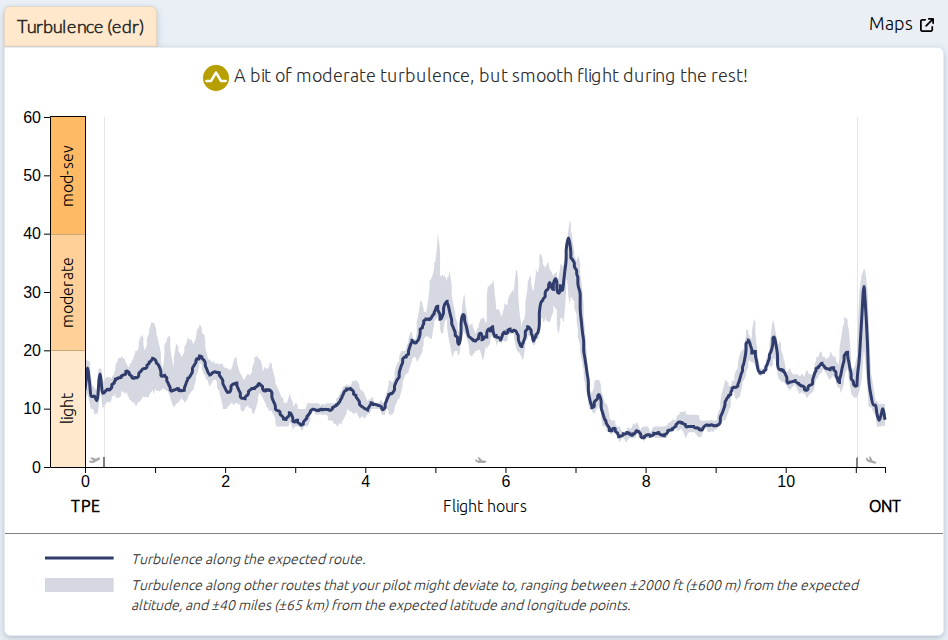 Turbulence (edr)
Maps
A bit of moderate turbulence, but smooth flight during the rest!
60
50
40
30
20
10
0
mod-sev
moderate
light
0
2
4
6
8
10
TPE
Flight hours
ONT
Turbulence along the expected route.
Turbulence along other routes that your pilot might deviate to, ranging between ±2000 ft (±600 m) from the expected
altitude, and ±40 miles (±65 km) from the expected latitude and longitude points.